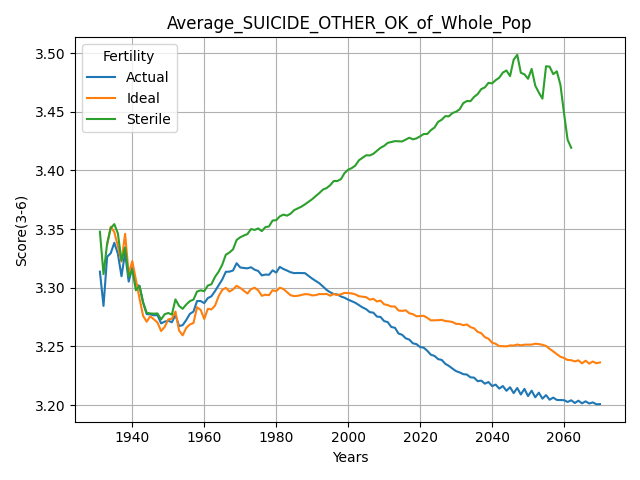 Average_SUICIDE_OTHER_OK_of_Whole_Pop
Fertility
Actual
Ideal
Sterile
3.50
3.45
3.40
3.35
3.30
3.25
3.20
Score(3-6)
1940 1960 1980 2000 2020 2040 2060
Years